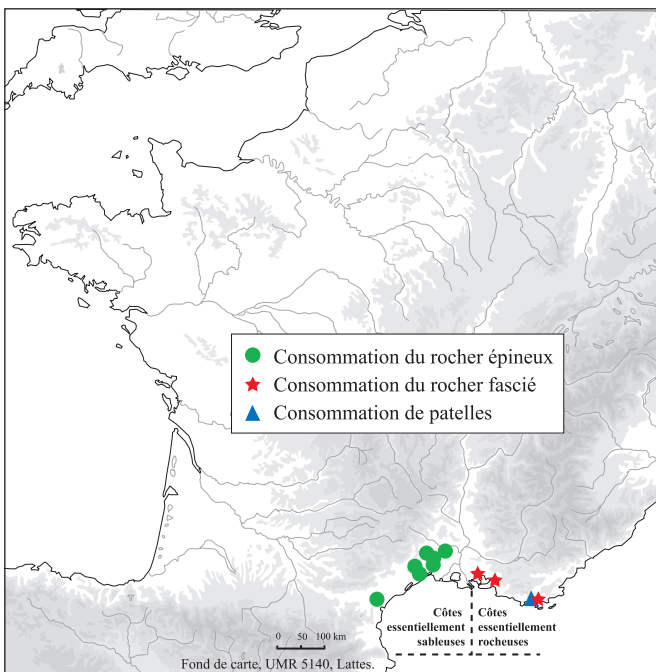 Consommation du rocher épineux
Consommation du rocher fascié
Consommation de patelles
Côtes essentiellement sableuses
Côtes essentiellement rocheuses
0 50 100 km
Fond de carte, UMR 5140, Lattes.